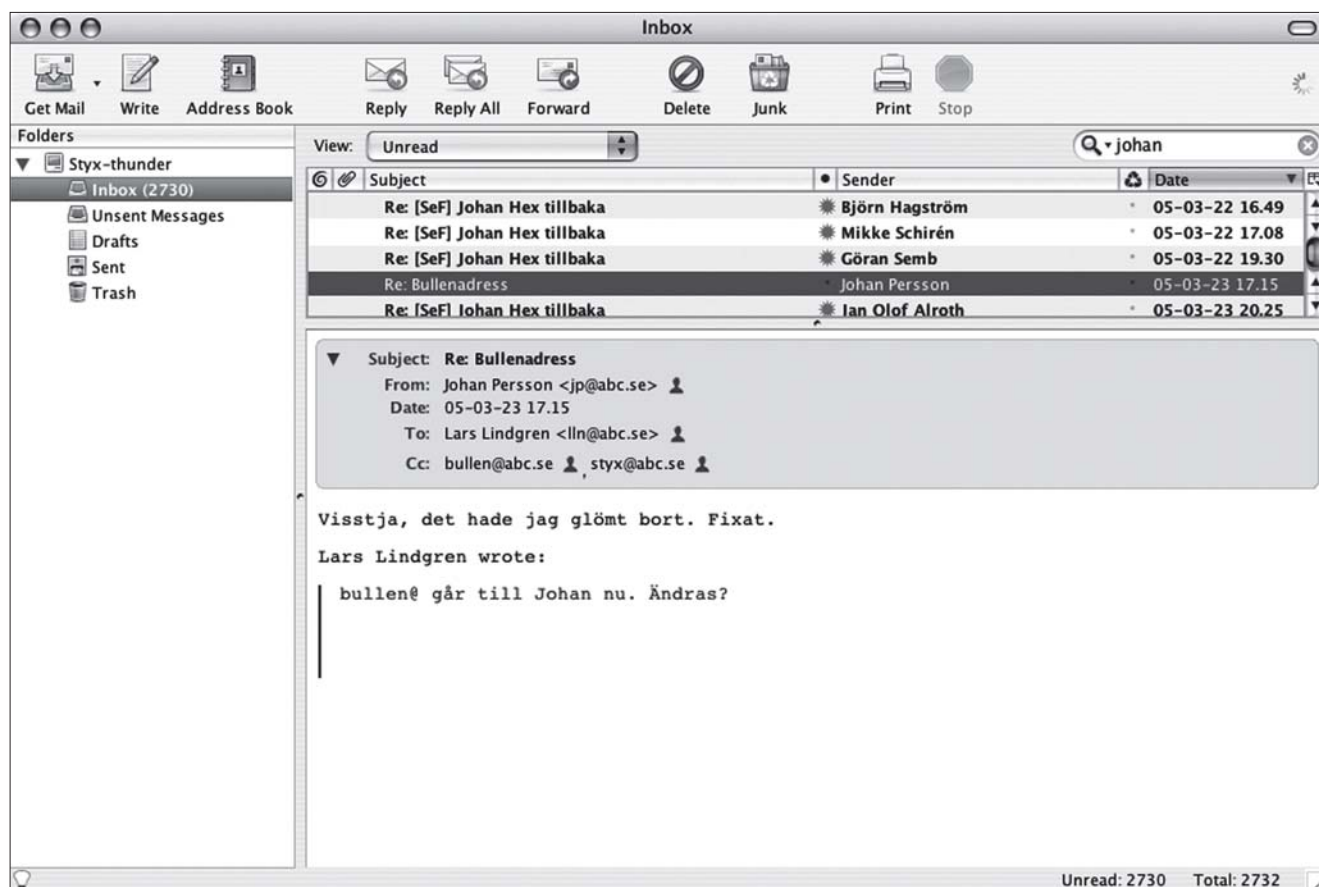 Inbox
Get Mail Write Address Book Reply Reply All Forward Delete Junk Print Stop
Folders
Styx-thunder
Inbox (2730)
Unsent Messages
Drafts
Sent
Trash
View: Unread johan
Subject Sender Date
Re: [SeF] Johan Hex tillbaka Björn Hagström 05-03-22 16.49
Re: [SeF] Johan Hex tillbaka Mikke Schirén 05-03-22 17.08
Re: [SeF] Johan Hex tillbaka Göran Semb 05-03-22 19.30
Re: Bullenadress Johan Persson 05-03-23 17.15
Re: [SeF] Johan Hex tillbaka Jan Olof Alroth 05-03-23 20.25
Subject: Re: Bullenadress
From: Johan Persson <jp@abc.se>
Date: 05-03-23 17.15
To: Lars Lindgren <lln@abc.se>
Cc: bullen@abc.se , styx@abc.se
Visstja, det hade jag glömt bort. Fixat.
Lars Lindgren wrote:
bullen@ går till Johan nu. Ändras?
Unread: 2730 Total: 2732